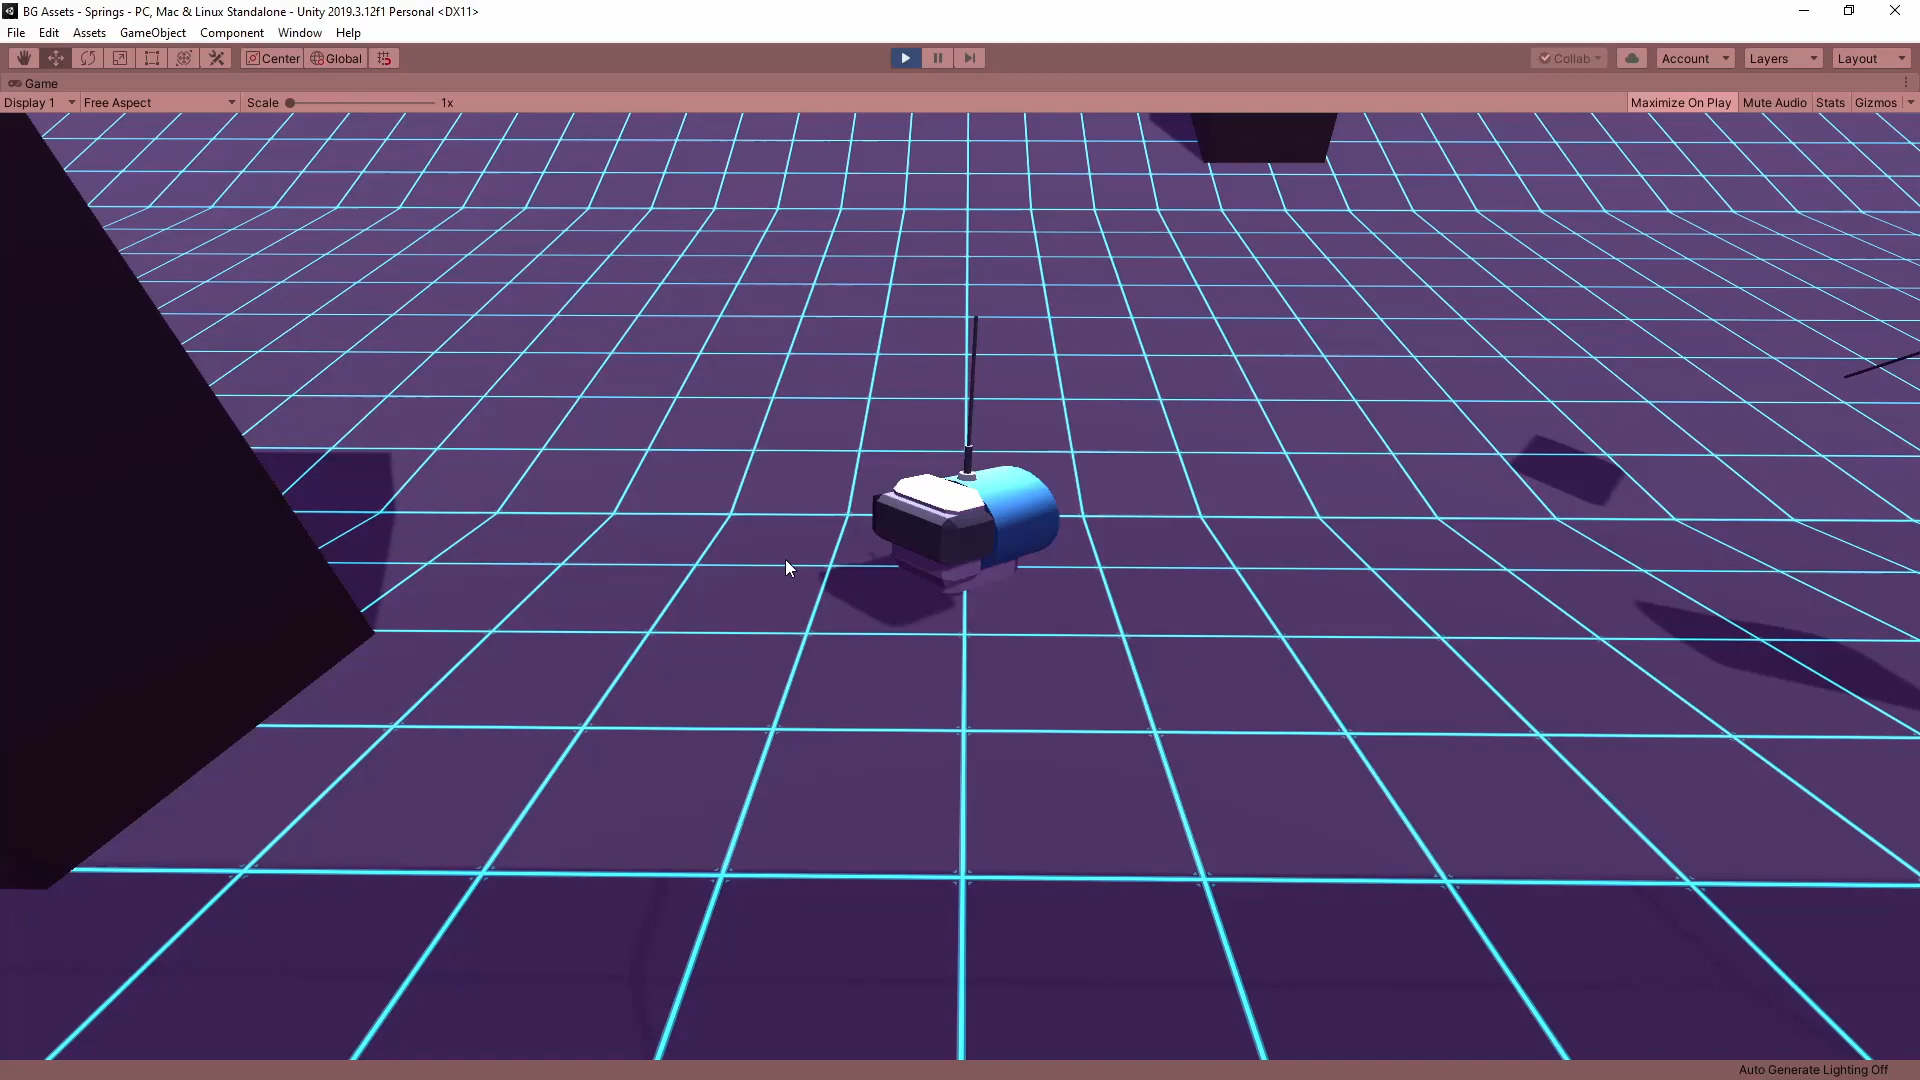 BG Assets - Springs - PC, Mac & Linux Standalone - Unity 2019.3.12f1 Personal <DX11>
File Edit Assets GameObject Component Window Help
Center Global Collab Account Layers Layout
Game
Display 1 Free Aspect Scale 1x Maximize On Play Mute Audio Stats Gizmos
Auto Generate Lighting Off